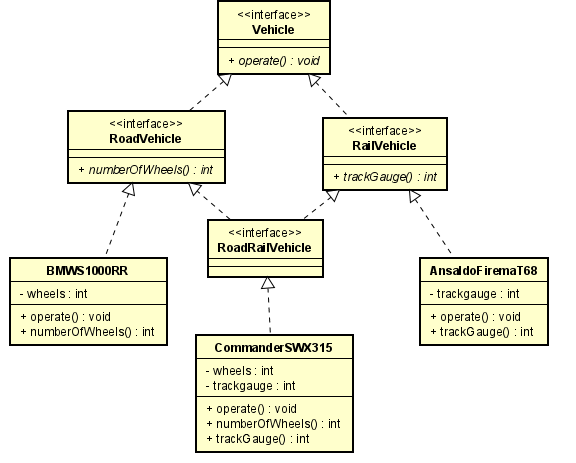 <<interface>>
Vehicle
+ operate() : void
<<interface>>
RoadVehicle
+ numberOfWheels() : int
<<interface>>
RailVehicle
+ trackGauge() : int
<<interface>>
RoadRailVehicle
BMWS1000RR
- wheels : int
+ operate() : void
+ numberOfWheels() : int
AnsaldoFiremaT68
- trackgauge : int
+ operate() : void
+ trackGauge() : int
CommanderSWX315
- wheels : int
- trackgauge : int
+ operate() : void
+ numberOfWheels() : int
+ trackGauge() : int